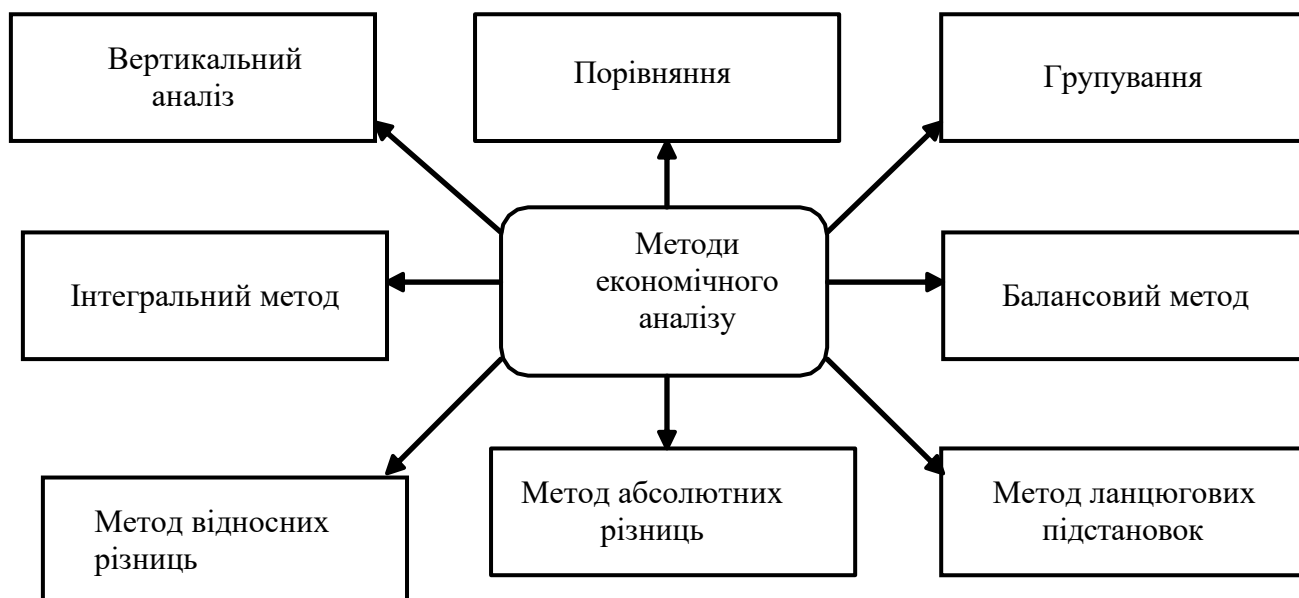 Вертикальний
аналіз
Порівняння
Групування
Інтегральний метод
Методи
економічного
аналізу
Балансовий метод
Метод відносних
різниць
Метод абсолютних
різниць
Метод ланцюгових
підстановок